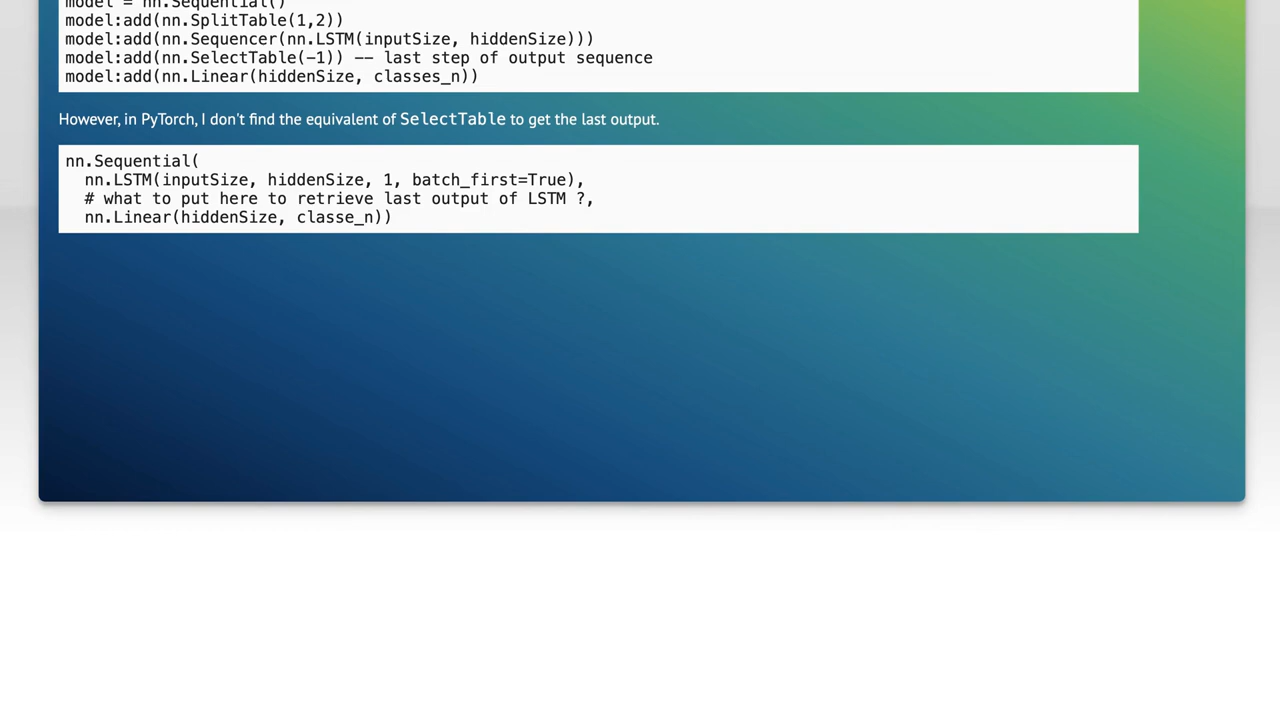 model = nn.Sequential()
model:add(nn.SplitTable(1,2))
model:add(nn.Sequencer(nn.LSTM(inputSize, hiddenSize)))
model:add(nn.SelectTable(-1)) -- last step of output sequence
model:add(nn.Linear(hiddenSize, classes_n))
However, in PyTorch, I don't find the equivalent of SelectTable to get the last output.
nn.Sequential(
  nn.LSTM(inputSize, hiddenSize, 1, batch_first=True),
  # what to put here to retrieve last output of LSTM ?,
  nn.Linear(hiddenSize, classe_n))